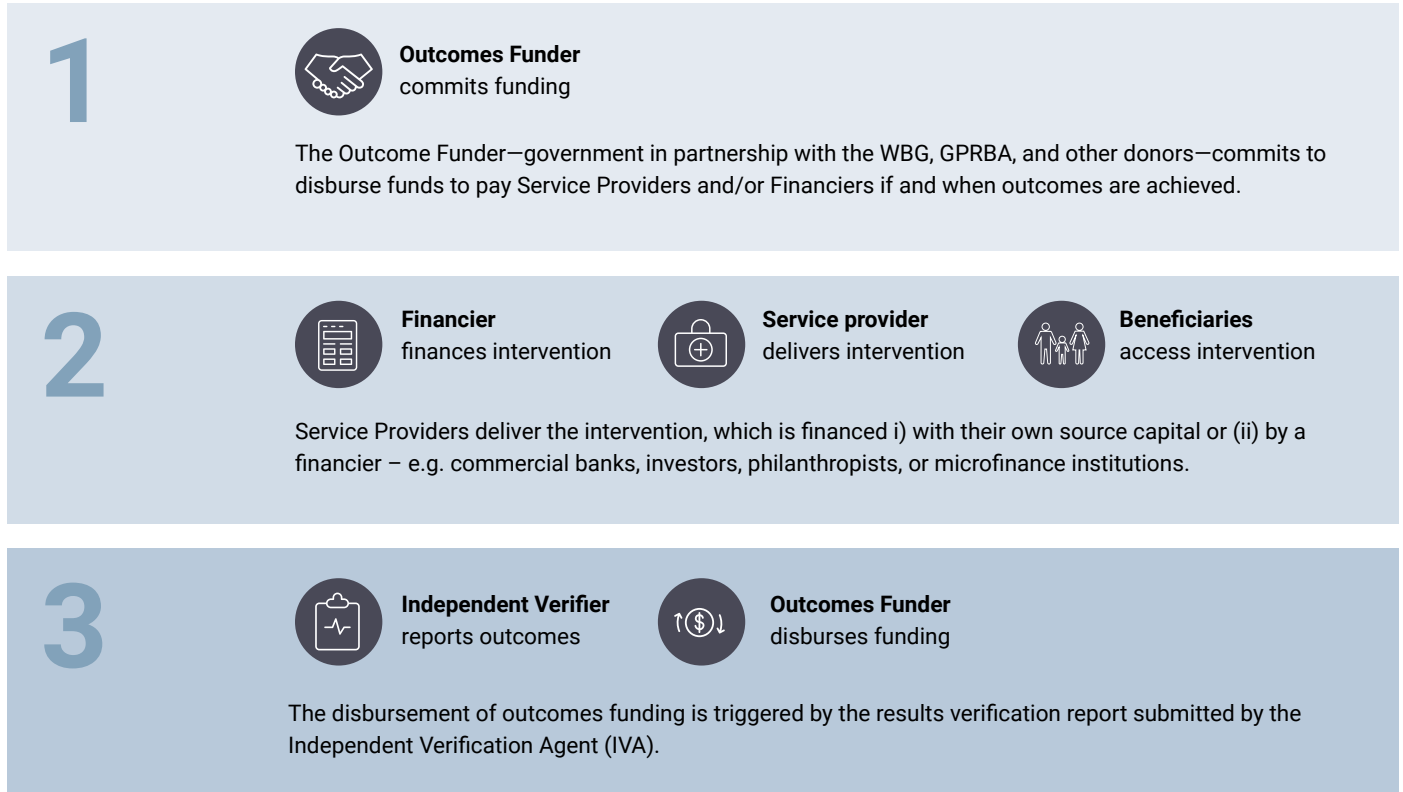 1
Outcomes Funder
commits funding
The Outcome Funder—government in partnership with the WBG, GPRBA, and other donors—commits to
disburse funds to pay Service Providers and/or Financiers if and when outcomes are achieved.
2
Financier
finances intervention
Service provider
delivers intervention
Beneficiaries
access intervention
Service Providers deliver the intervention, which is financed i) with their own source capital or (ii) by a
financier – e.g. commercial banks, investors, philanthropists, or microfinance institutions.
3
Independent Verifier
reports outcomes
$
Outcomes Funder
disburses funding
The disbursement of outcomes funding is triggered by the results verification report submitted by the
Independent Verification Agent (IVA).